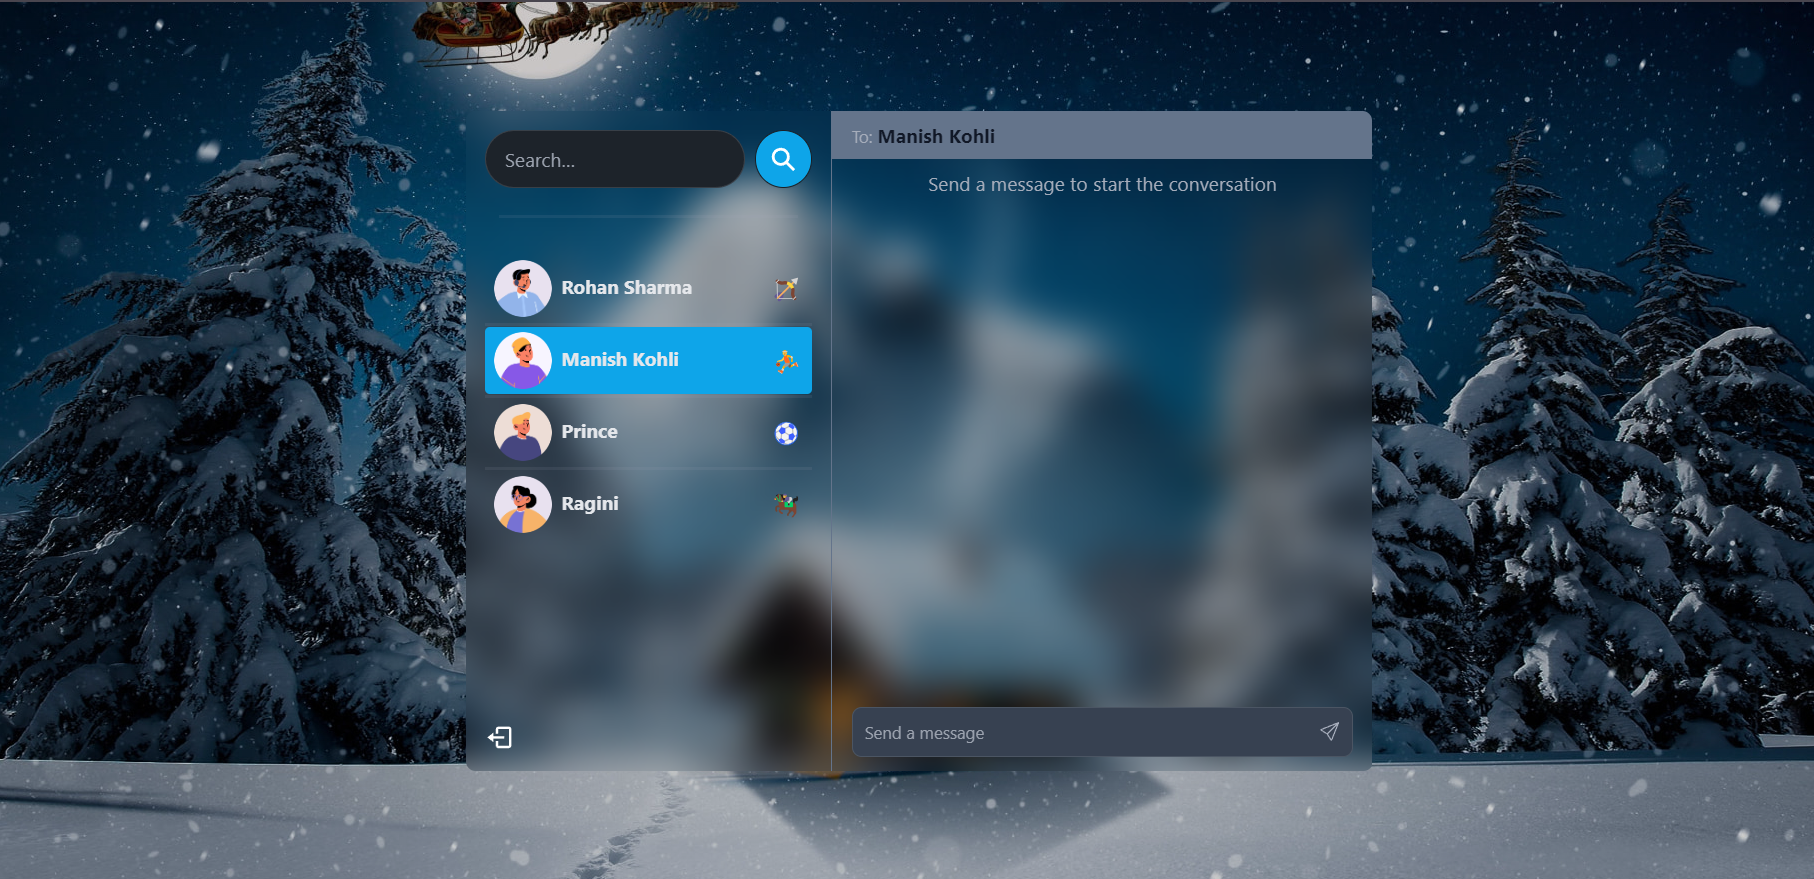 Search...
Rohan Sharma
Manish Kohli
Prince
Ragini
To: Manish Kohli
Send a message to start the conversation
Send a message